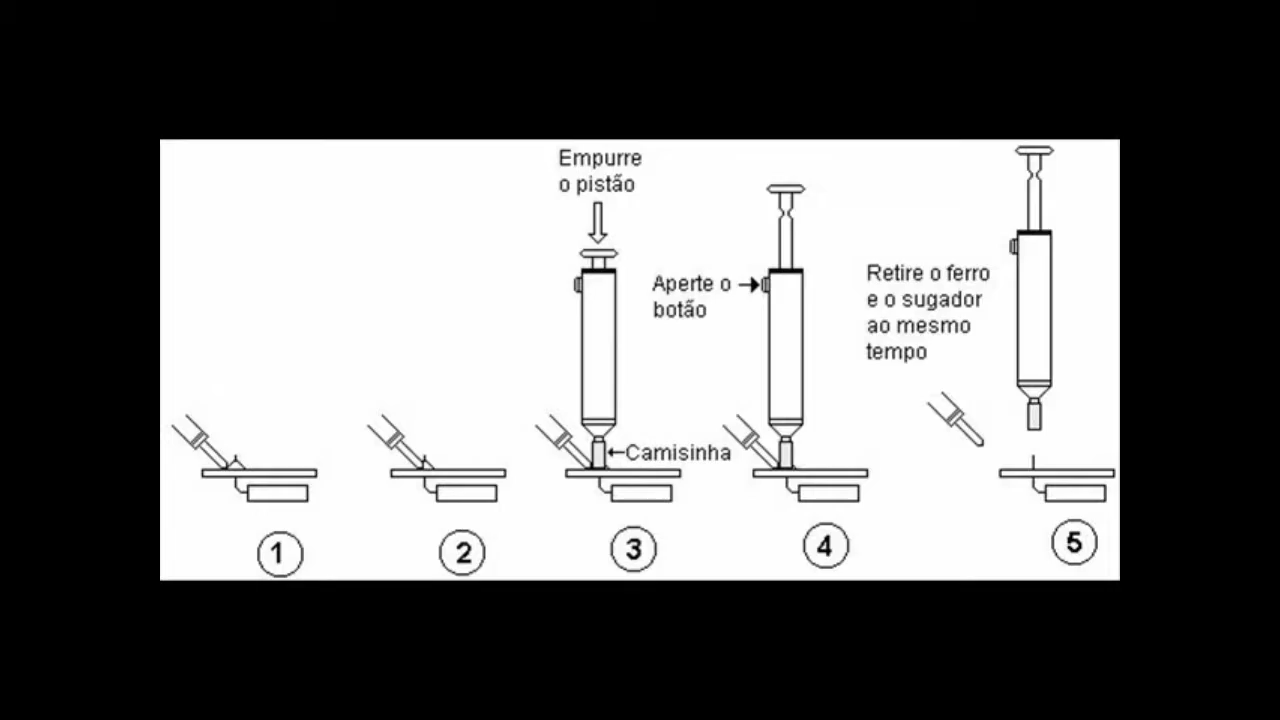 Empurre
o pistão
Aperte o
botão
Retire o ferro
e o sugador
ao mesmo
tempo
Camisinha
1
2
3
4
5